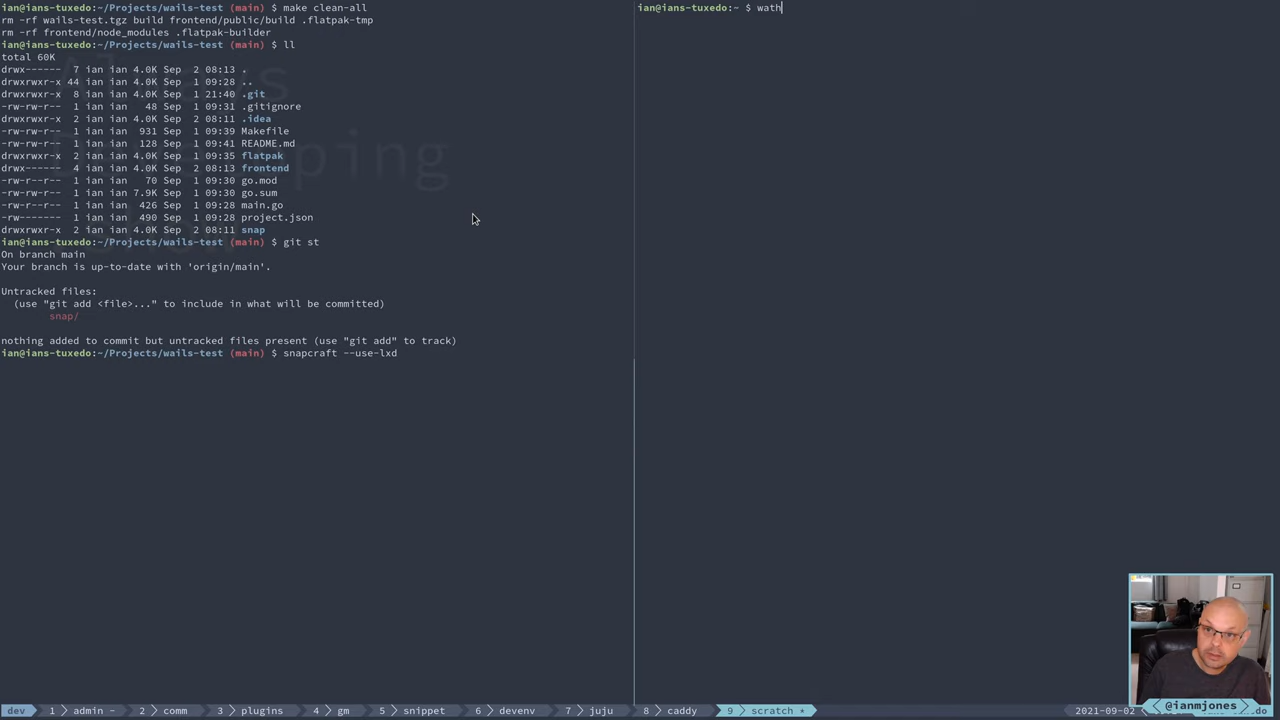 ian@ians-tuxedo:~/Projects/wails-test (main) $ make clean-all
rm -rf wails-test.tgz build frontend/public/build .flatpak-tmp
rm -rf frontend/node_modules .flatpak-builder
ian@ians-tuxedo:~/Projects/wails-test (main) $ ll
total 60K
drwx------  7 ian ian 4.0K Sep  2 08:13 .
drwxrwxr-x 44 ian ian 4.0K Sep  1 09:28 ..
drwxrwxr-x  8 ian ian 4.0K Sep  1 21:40 .git
-rw-rw-r--  1 ian ian   48 Sep  1 09:31 .gitignore
drwxrwxr-x  2 ian ian 4.0K Sep  2 08:11 .idea
-rw-rw-r--  1 ian ian  931 Sep  1 09:39 Makefile
-rw-rw-r--  1 ian ian  128 Sep  1 09:41 README.md
drwxrwxr-x  2 ian ian 4.0K Sep  1 09:35 flatpak
drwx------  4 ian ian 4.0K Sep  2 08:13 frontend
-rw-r--r--  1 ian ian   70 Sep  1 09:30 go.mod
-rw-rw-r--  1 ian ian 7.9K Sep  1 09:30 go.sum
-rw-rw-r--  1 ian ian  426 Sep  1 09:28 main.go
-rw-------  1 ian ian  490 Sep  1 09:28 project.json
drwxrwxr-x  2 ian ian 4.0K Sep  2 08:11 snap
ian@ians-tuxedo:~/Projects/wails-test (main) $ git st
On branch main
Your branch is up-to-date with 'origin/main'.
Untracked files:
(use "git add <file>..." to include in what will be committed)
snap/
nothing added to commit but untracked files present (use "git add" to track)
ian@ians-tuxedo:~/Projects/wails-test (main) $ snapcraft --use-lxd
ian@ians-tuxedo:~ $ wath
@ianmjones
dev 1 admin - 2 comm 3 plugins 4 gm 5 snippet 6 devenv 7 juju 8 caddy 9 scratch * 2021-09-02